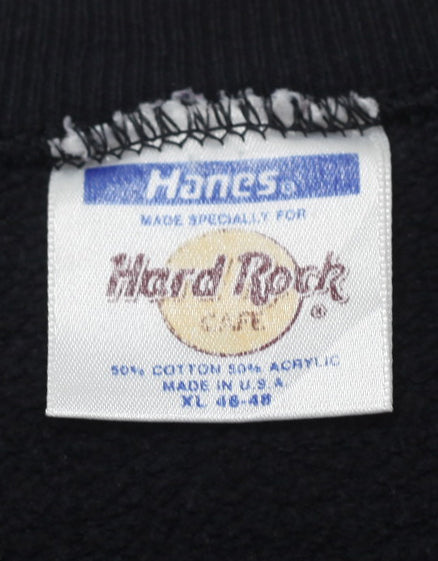 Hanes®
MADE SPECIALLY FOR
Hard Rock
CAFE
®
50% COTTON 50% ACRYLIC
MADE IN U.S.A.
XL 46-48